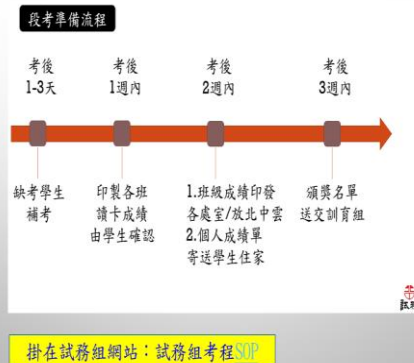 段考準備流程
考後
1-3天
考後
1週內
考後
2週內
考後
3週內
缺考學生
補考
印製各班
讀卡成績
由學生確認
1.班級成績印發
各處室/放北中雲
2.個人成績單
寄送學生住家
頒獎名單
送交訓育組
掛在試務組網站：試務組考程SOP